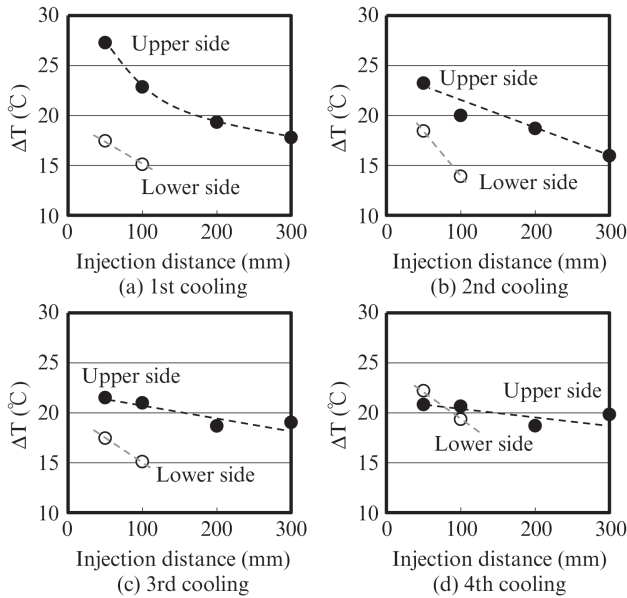 30
25
20
15
10
ΔT (℃)
Upper side
Lower side
0
100
200
300
Injection distance (mm)
(a) 1st cooling
30
25
20
15
10
ΔT (℃)
Upper side
Lower side
0
100
200
300
Injection distance (mm)
(b) 2nd cooling
30
25
20
15
10
ΔT (℃)
Upper side
Lower side
0
100
200
300
Injection distance (mm)
(c) 3rd cooling
30
25
20
15
10
ΔT (℃)
Upper side
Lower side
0
100
200
300
Injection distance (mm)
(d) 4th cooling